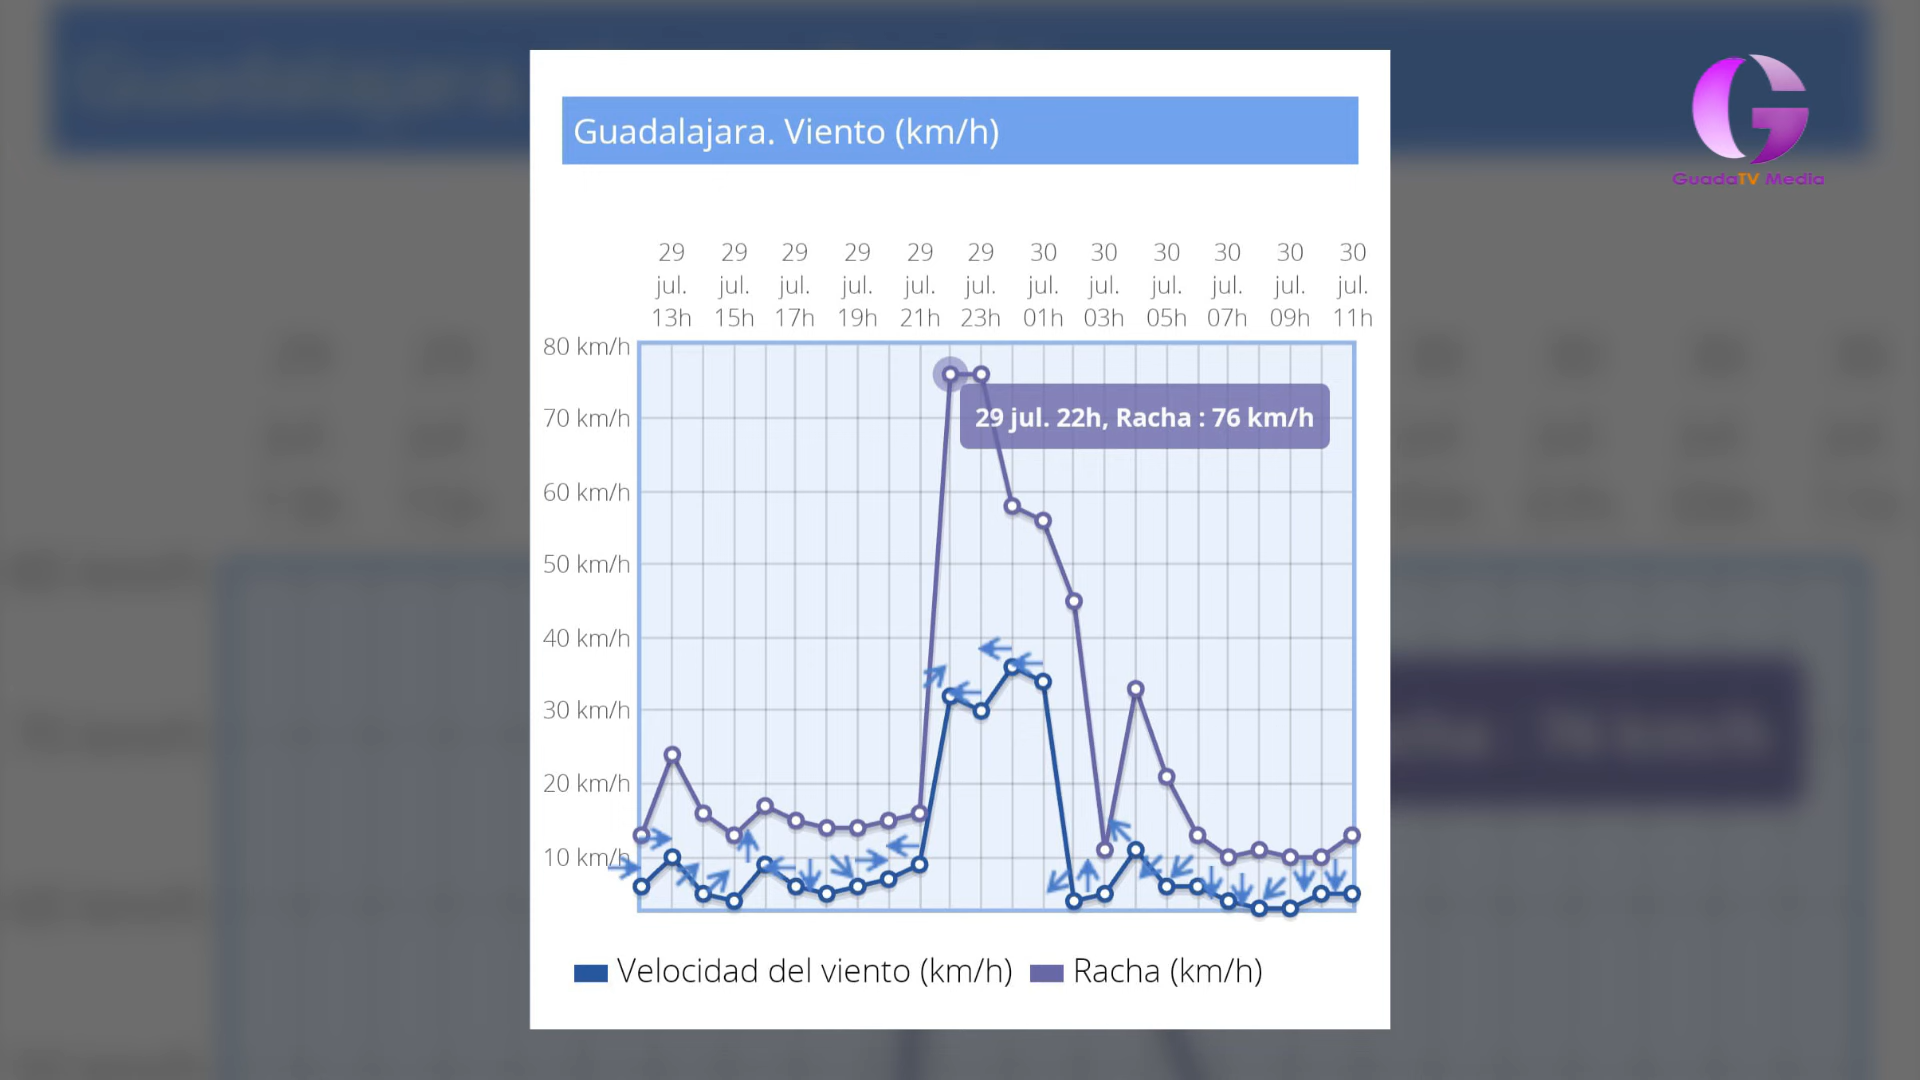 Guadalajara. Viento (km/h)
GuadaTV Media
29 29 29 29 29 29 30 30 30 30 30 30
jul. jul. jul. jul. jul. jul. jul. jul. jul. jul. jul. jul.
13h 15h 17h 19h 21h 23h 01h 03h 05h 07h 09h 11h
80 km/h
70 km/h
29 jul. 22h, Racha : 76 km/h
60 km/h
50 km/h
40 km/h
30 km/h
20 km/h
10 km/h
Velocidad del viento (km/h) Racha (km/h)